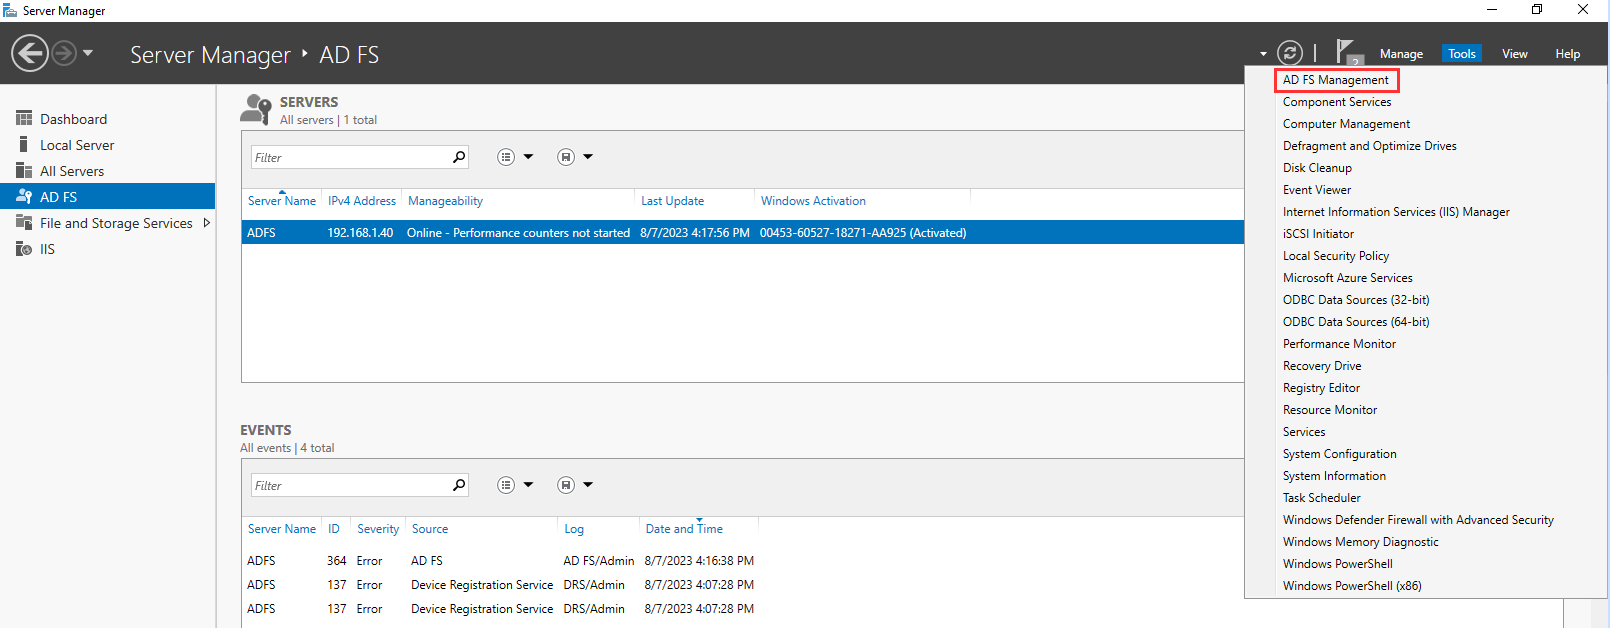 Server Manager
Server Manager ‣ AD FS
Manage Tools View Help
2
Dashboard
Local Server
All Servers
AD FS
File and Storage Services
IIS
SERVERS
All servers | 1 total
Filter
Server Name IPv4 Address Manageability Last Update Windows Activation
ADFS 192.168.1.40 Online - Performance counters not started 8/7/2023 4:17:56 PM 00453-60527-18271-AA925 (Activated)
EVENTS
All events | 4 total
Filter
Server Name ID Severity Source Log Date and Time
ADFS 364 Error AD FS AD FS/Admin 8/7/2023 4:16:38 PM
ADFS 137 Error Device Registration Service DRS/Admin 8/7/2023 4:07:28 PM
ADFS 137 Error Device Registration Service DRS/Admin 8/7/2023 4:07:28 PM
AD FS Management
Component Services
Computer Management
Defragment and Optimize Drives
Disk Cleanup
Event Viewer
Internet Information Services (IIS) Manager
iSCSI Initiator
Local Security Policy
Microsoft Azure Services
ODBC Data Sources (32-bit)
ODBC Data Sources (64-bit)
Performance Monitor
Recovery Drive
Registry Editor
Resource Monitor
Services
System Configuration
System Information
Task Scheduler
Windows Defender Firewall with Advanced Security
Windows Memory Diagnostic
Windows PowerShell
Windows PowerShell (x86)